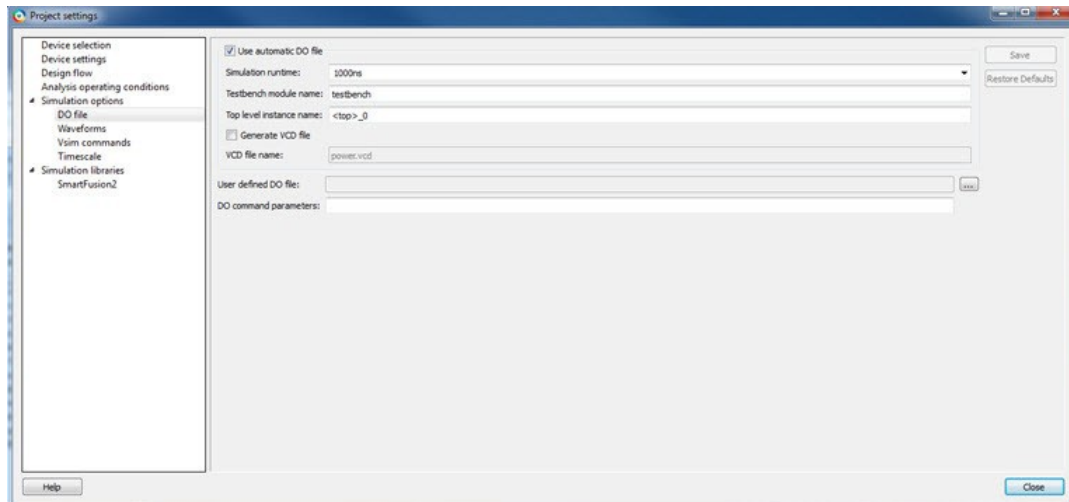 Project settings
Device selection
Device settings
Design flow
Analysis operating conditions
Simulation options
DO file
Waveforms
Vsim commands
Timescale
Simulation libraries
SmartFusion2
Use automatic DO file
Simulation runtime: 1000ns
Testbench module name: testbench
Top level instance name: <top>_0
Generate VCD file
VCD file name: power.vcd
User defined DO file: ...
DO command parameters:
Save
Restore Defaults
Help
Close